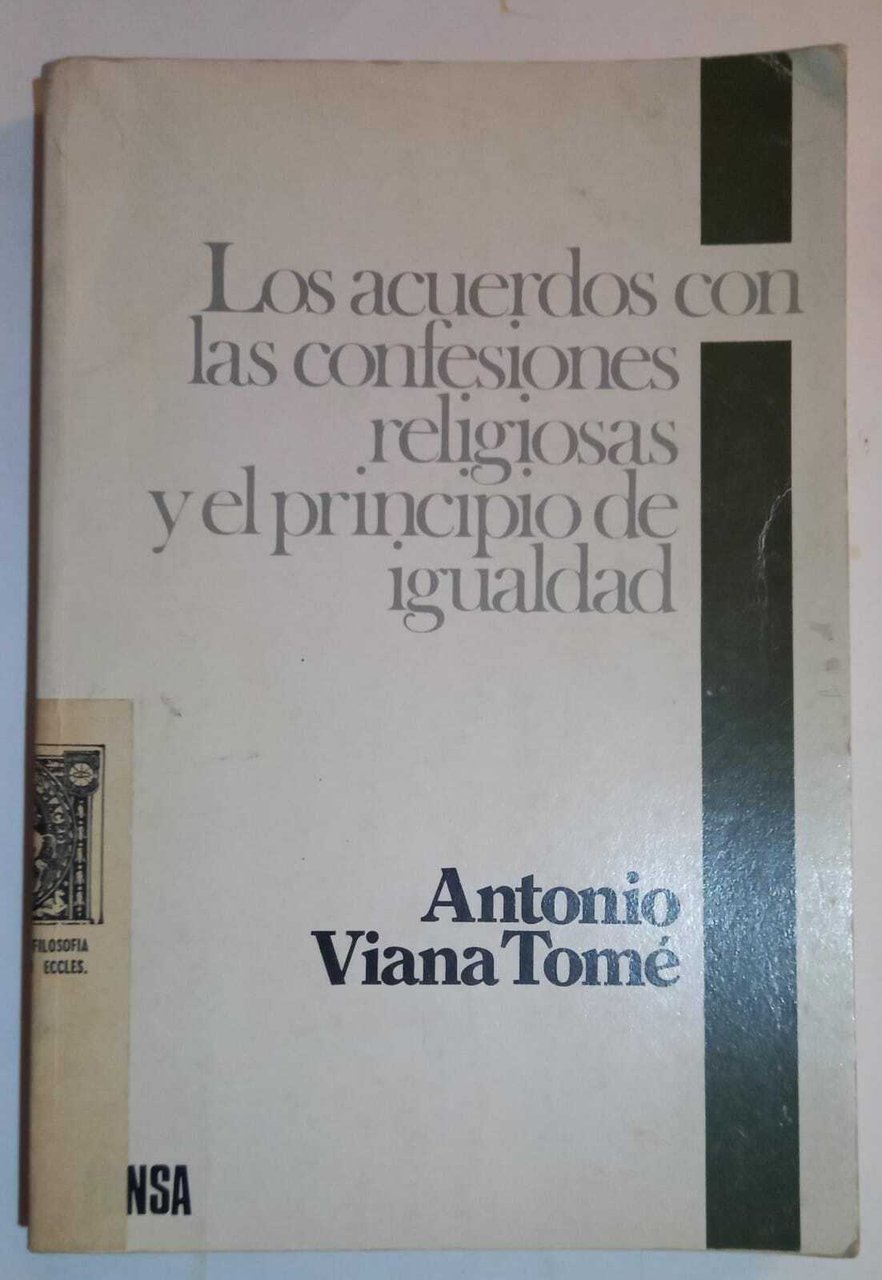 Los acuerdos con
las confesiones
religiosas
y el principio de
igualdad
Antonio
Viana Tomé
FILOSOFIA
ECCLES.
NSA